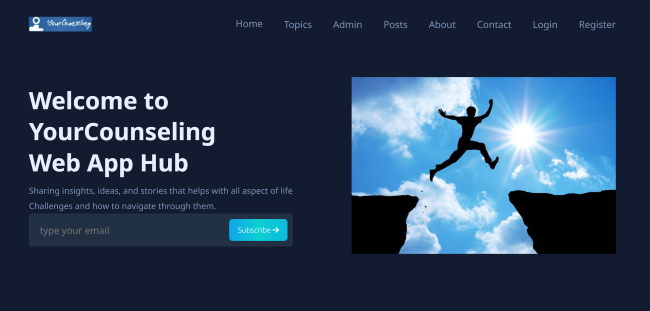 YourCounseling
Home Topics Admin Posts About Contact Login Register
Welcome to
YourCounseling
Web App Hub
Sharing insights, ideas, and stories that helps with all aspect of life
Challenges and how to navigate through them.
type your email
Subscribe→